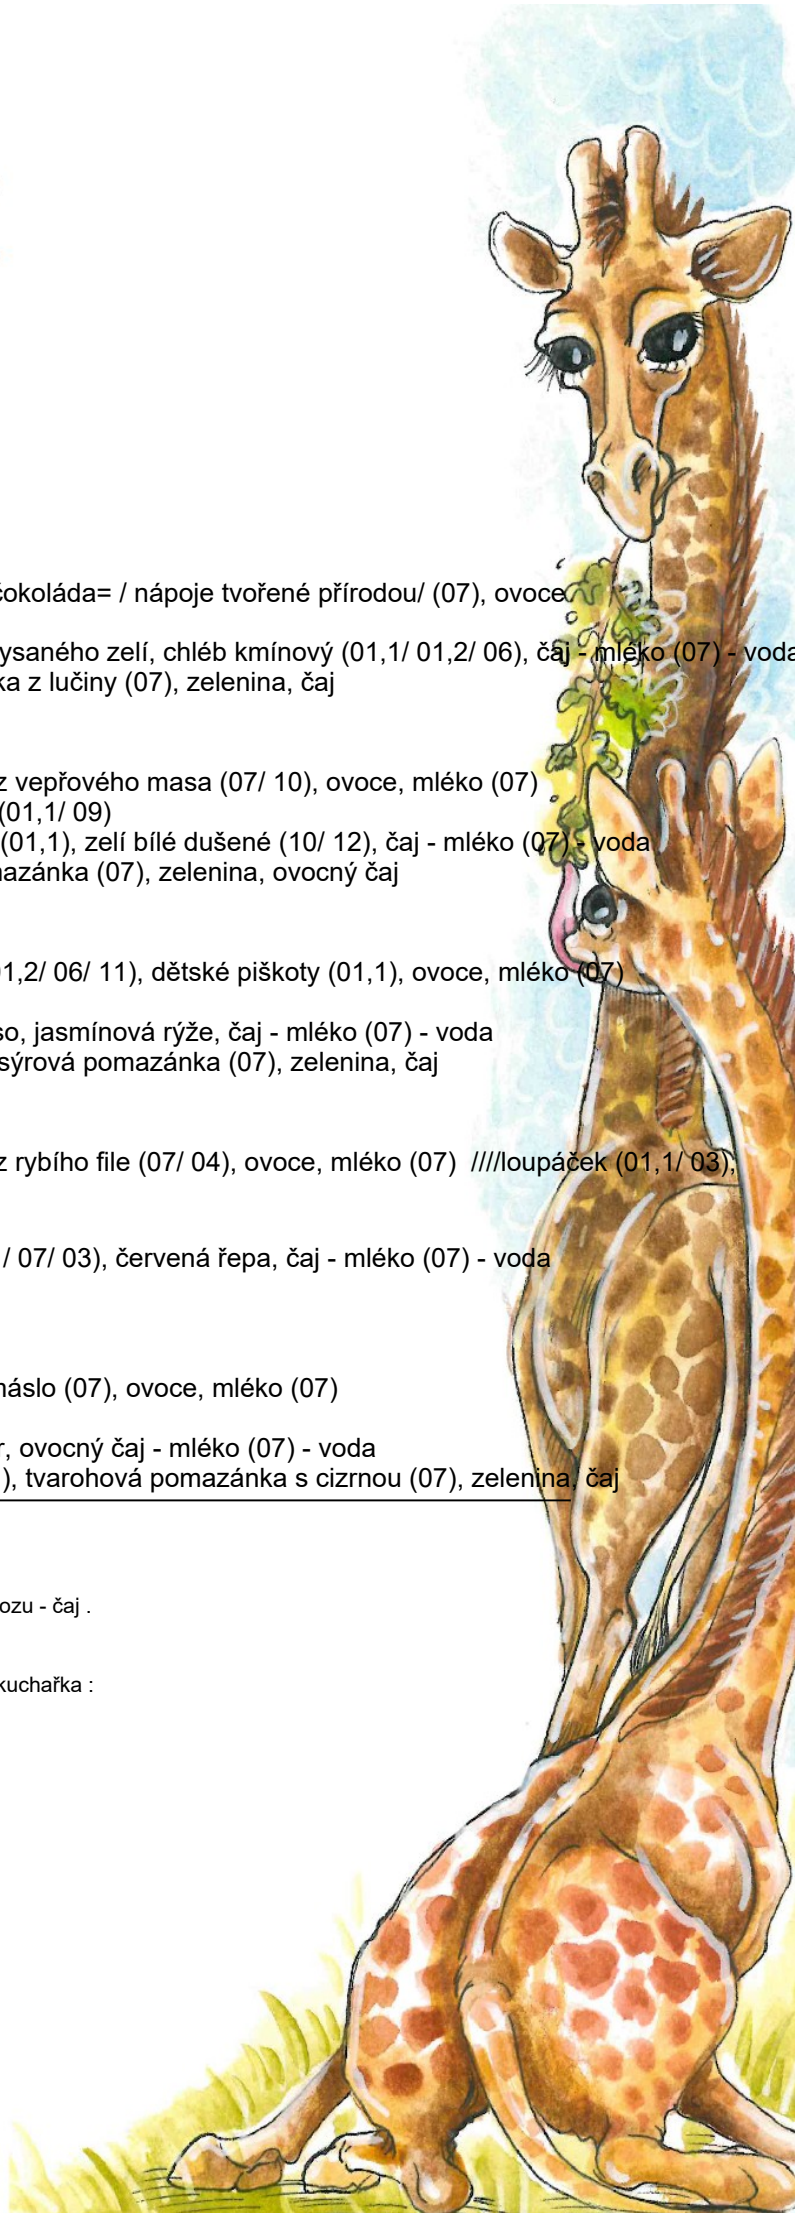 čokoláda= / nápoje tvořené přírodou/ (07), ovoce
ysaného zelí, chléb kmínový (01,1/ 01,2/ 06), čaj - mléko (07) - voda
ka z lučiny (07), zelenina, čaj
z vepřového masa (07/ 10), ovoce, mléko (07)
(01,1/ 09)
(01,1), zelí bílé dušené (10/ 12), čaj - mléko (07) - voda
nazánka (07), zelenina, ovocný čaj
1,2/ 06/ 11), dětské piškoty (01,1), ovoce, mléko (07)
so, jasmínová rýže, čaj - mléko (07) - voda
sýrová pomazánka (07), zelenina, čaj
z rybího file (07/ 04), ovoce, mléko (07) ////loupáček (01,1/ 03),
/ 07/ 03), červená řepa, čaj - mléko (07) - voda
náslo (07), ovoce, mléko (07)
r, ovocný čaj - mléko (07) - voda
), tvarohová pomazánka s cizrnou (07), zelenina, čaj
ozu - čaj .
kuchařka :